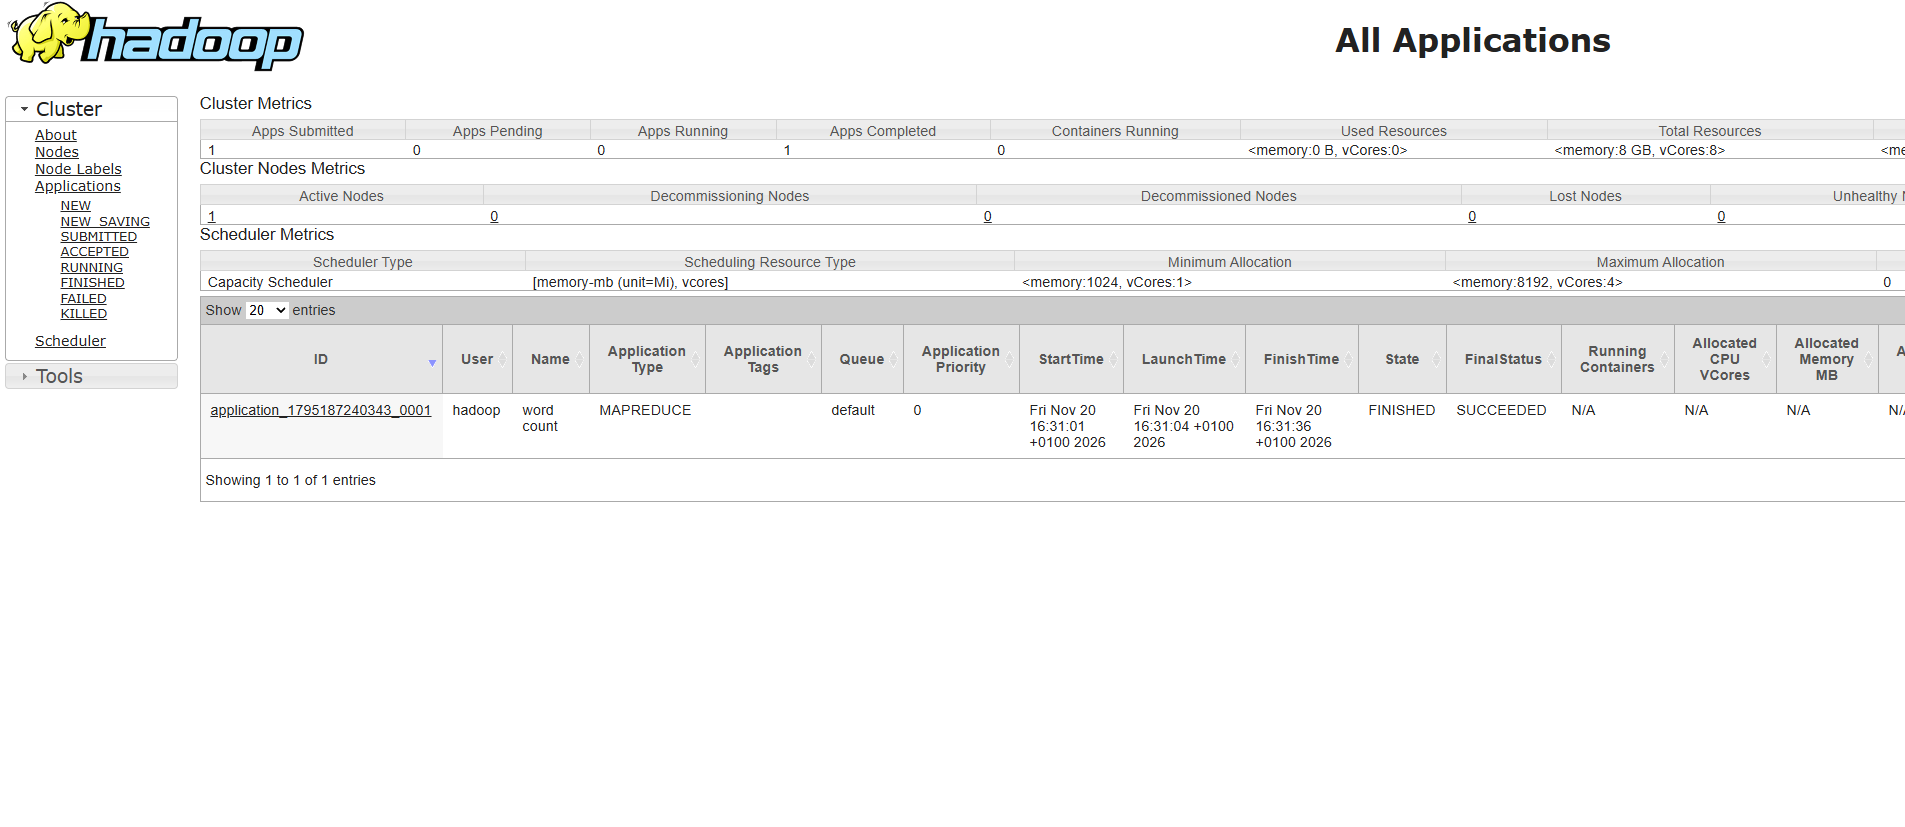 hadoop
All Applications
Cluster
About
Nodes
Node Labels
Applications
NEW
NEW_SAVING
SUBMITTED
ACCEPTED
RUNNING
FINISHED
FAILED
KILLED
Scheduler
Tools
Cluster Metrics
Apps Submitted Apps Pending Apps Running Apps Completed Containers Running Used Resources Total Resources
1 0 0 1 0 <memory:0 B, vCores:0> <memory:8 GB, vCores:8> <me
Cluster Nodes Metrics
Active Nodes Decommissioning Nodes Decommissioned Nodes Lost Nodes Unhealthy
1 0 0 0 0
Scheduler Metrics
Scheduler Type Scheduling Resource Type Minimum Allocation Maximum Allocation
Capacity Scheduler [memory-mb (unit=Mi), vcores] <memory:1024, vCores:1> <memory:8192, vCores:4> 0
Show 20 entries
ID User Name Application Type Application Tags Queue Application Priority StartTime LaunchTime FinishTime State FinalStatus Running Containers Allocated CPU VCores Allocated Memory MB
application_1795187240343_0001 hadoop word count MAPREDUCE default 0 Fri Nov 20 16:31:01 +0100 2026 Fri Nov 20 16:31:04 +0100 2026 Fri Nov 20 16:31:36 +0100 2026 FINISHED SUCCEEDED N/A N/A N/A
Showing 1 to 1 of 1 entries